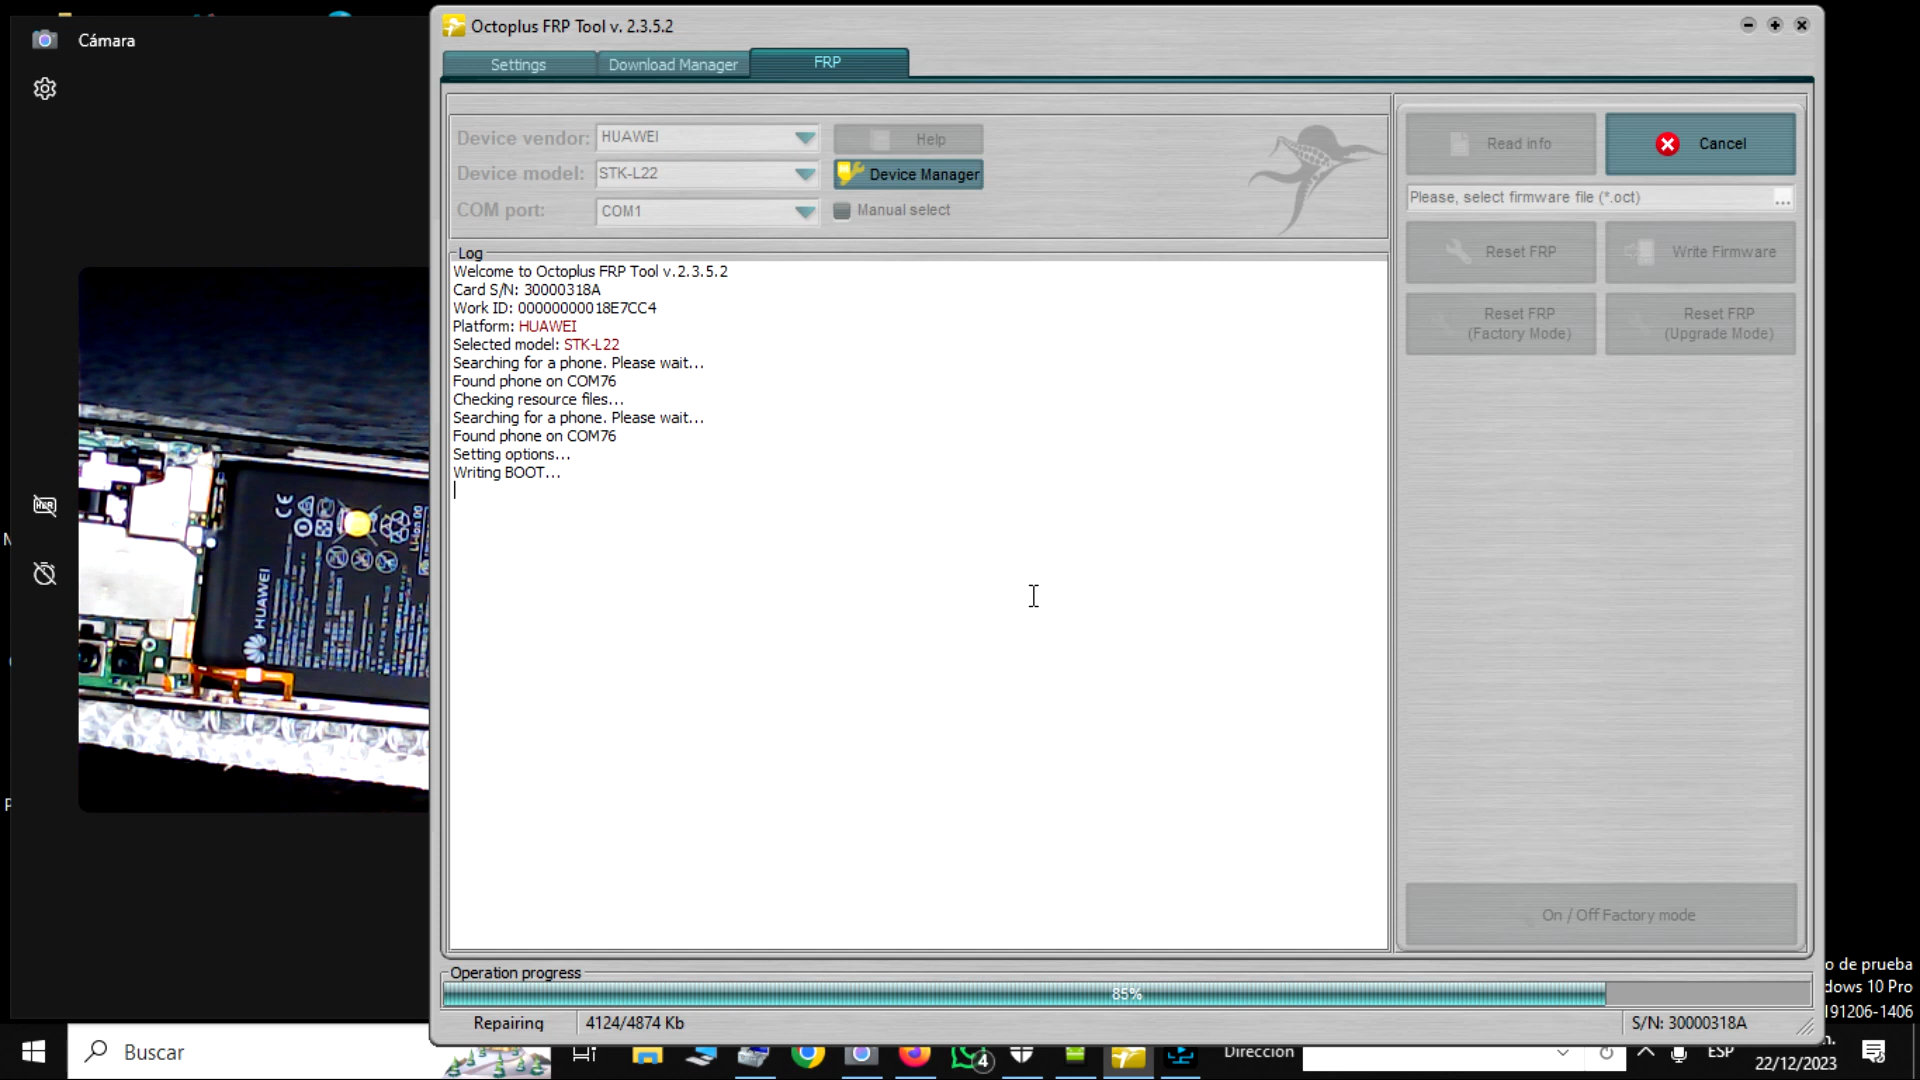 Cámara
Octoplus FRP Tool v. 2.3.5.2
Settings
Download Manager
FRP
Device vendor:
HUAWEI
Help
Device model:
STK-L22
Device Manager
COM port:
COM1
Manual select
Read info
Cancel
Please, select firmware file (*.oct)
...
Reset FRP
Write Firmware
Reset FRP
(Factory Mode)
Reset FRP
(Upgrade Mode)
Log
Welcome to Octoplus FRP Tool v.2.3.5.2
Card S/N: 30000318A
Work ID: 00000000018E7CC4
Platform: HUAWEI
Selected model: STK-L22
Searching for a phone. Please wait...
Found phone on COM76
Checking resource files...
Searching for a phone. Please wait...
Found phone on COM76
Setting options...
Writing BOOT...
HUAWEI
On / Off Factory mode
Operation progress
85%
Repairing
4124/4874 Kb
S/N: 30000318A
o de prueba
dows 10 Pro
191206-1406
Buscar
4
Dirección
ESP
22/12/2023